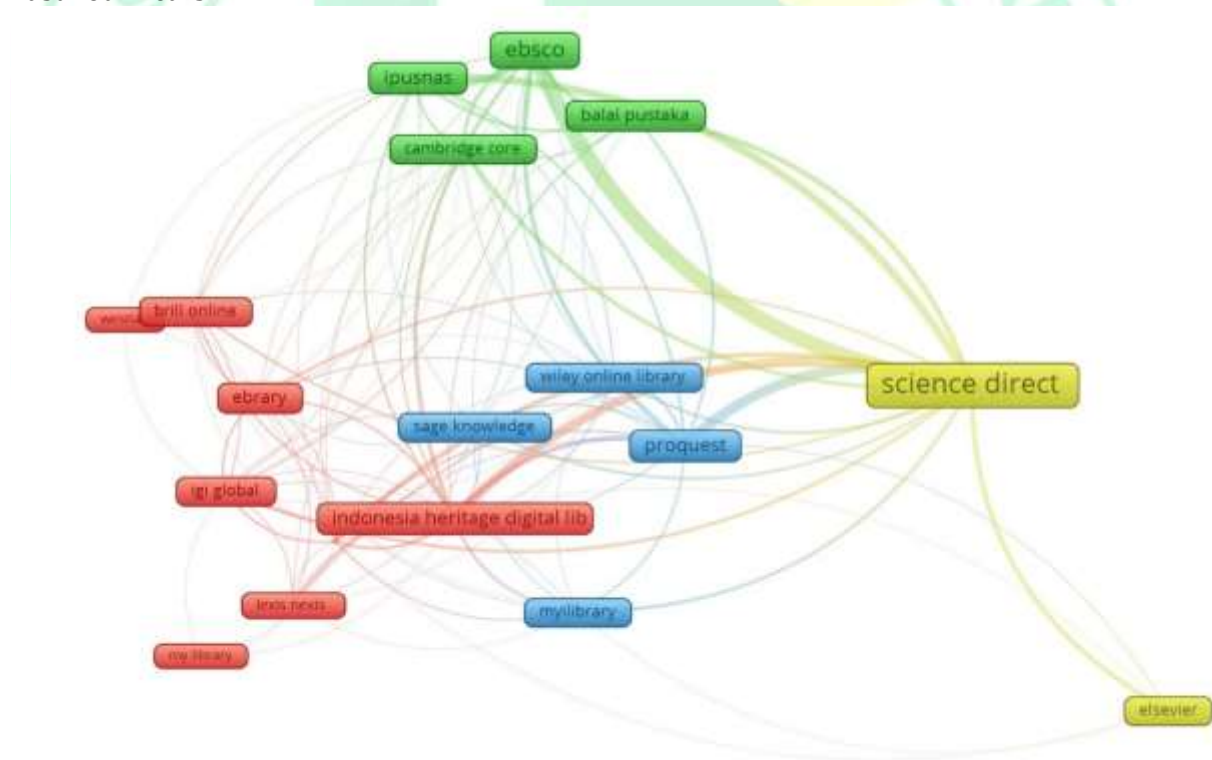 ebsco
ipusnas
balai pustaka
cambridge core
brill online
wiley online library
science direct
ebrary
sage knowledge
proquest
igi global
indonesia heritage digital lib
lexis nexis
myilibrary
my library
elsevier